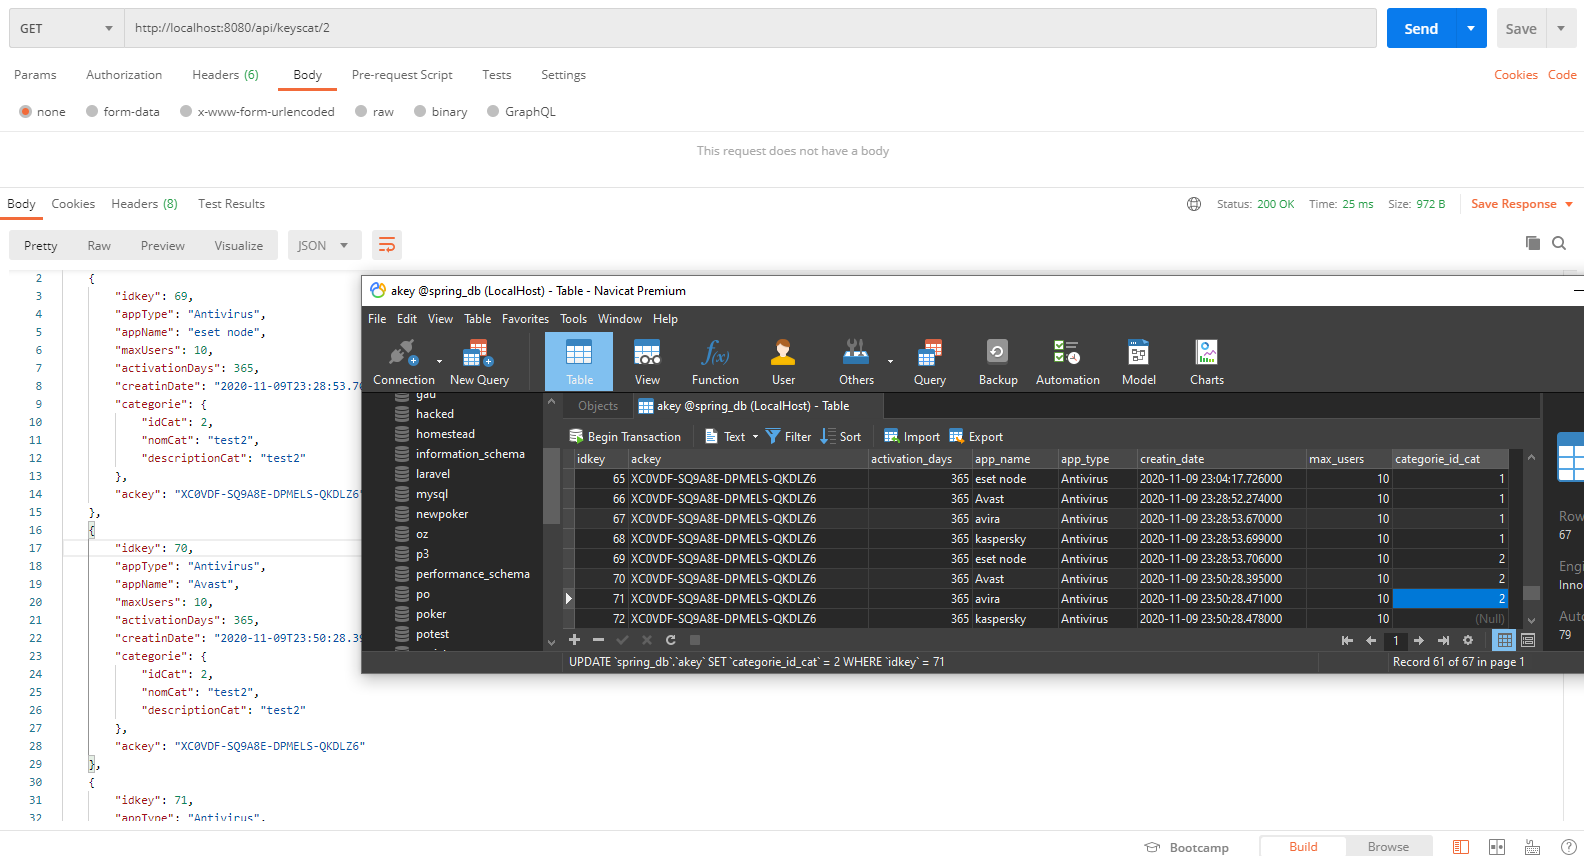 GET http://localhost:8080/api/keyscat/2 Send Save
Params Authorization Headers (6) Body Pre-request Script Tests Settings Cookies Code
none form-data x-www-form-urlencoded raw binary GraphQL
This request does not have a body
Body Cookies Headers (8) Test Results Status: 200 OK Time: 25 ms Size: 972 B Save Response
Pretty Raw Preview Visualize JSON
2 {
3 "idkey": 69,
4 "appType": "Antivirus",
5 "appName": "eset node",
6 "maxUsers": 10,
7 "activationDays": 365,
8 "creatinDate": "2020-11-09T23:28:53.70
9 "categorie": {
10 "idCat": 2,
11 "nomCat": "test2",
12 "descriptionCat": "test2"
13 },
14 "ackey": "XC0VDF-SQ9A8E-DPMELS-QKDLZ6"
15 },
16 {
17 "idkey": 70,
18 "appType": "Antivirus",
19 "appName": "Avast",
20 "maxUsers": 10,
21 "activationDays": 365,
22 "creatinDate": "2020-11-09T23:50:28.39
23 "categorie": {
24 "idCat": 2,
25 "nomCat": "test2",
26 "descriptionCat": "test2"
27 },
28 "ackey": "XC0VDF-SQ9A8E-DPMELS-QKDLZ6"
29 },
30 {
31 "idkey": 71,
32 "appType": "Antivirus",
akey @spring_db (LocalHost) - Table - Navicat Premium
File Edit View Table Favorites Tools Window Help
Connection New Query Table View Function User Others Query Backup Automation Model Charts
gau
hacked
homestead
information_schema
laravel
mysql
newpoker
oz
p3
performance_schema
po
poker
potest
Objects akey @spring_db (LocalHost) - Table
Begin Transaction Text Filter Sort Import Export
idkey ackey activation_days app_name app_type creatin_date max_users categorie_id_cat
65 XC0VDF-SQ9A8E-DPMELS-QKDLZ6 365 eset node Antivirus 2020-11-09 23:04:17.726000 10 1
66 XC0VDF-SQ9A8E-DPMELS-QKDLZ6 365 Avast Antivirus 2020-11-09 23:28:52.274000 10 1
67 XC0VDF-SQ9A8E-DPMELS-QKDLZ6 365 avira Antivirus 2020-11-09 23:28:53.670000 10 1
68 XC0VDF-SQ9A8E-DPMELS-QKDLZ6 365 kaspersky Antivirus 2020-11-09 23:28:53.699000 10 1
69 XC0VDF-SQ9A8E-DPMELS-QKDLZ6 365 eset node Antivirus 2020-11-09 23:28:53.706000 10 2
70 XC0VDF-SQ9A8E-DPMELS-QKDLZ6 365 Avast Antivirus 2020-11-09 23:50:28.395000 10 2
71 XC0VDF-SQ9A8E-DPMELS-QKDLZ6 365 avira Antivirus 2020-11-09 23:50:28.471000 10 2
72 XC0VDF-SQ9A8E-DPMELS-QKDLZ6 365 kaspersky Antivirus 2020-11-09 23:50:28.478000 10 (Null)
1
UPDATE `spring_db`.`akey` SET `categorie_id_cat` = 2 WHERE `idkey` = 71 Record 61 of 67 in page 1
Row
67
Engi
Inno
Auto
79
Bootcamp Build Browse